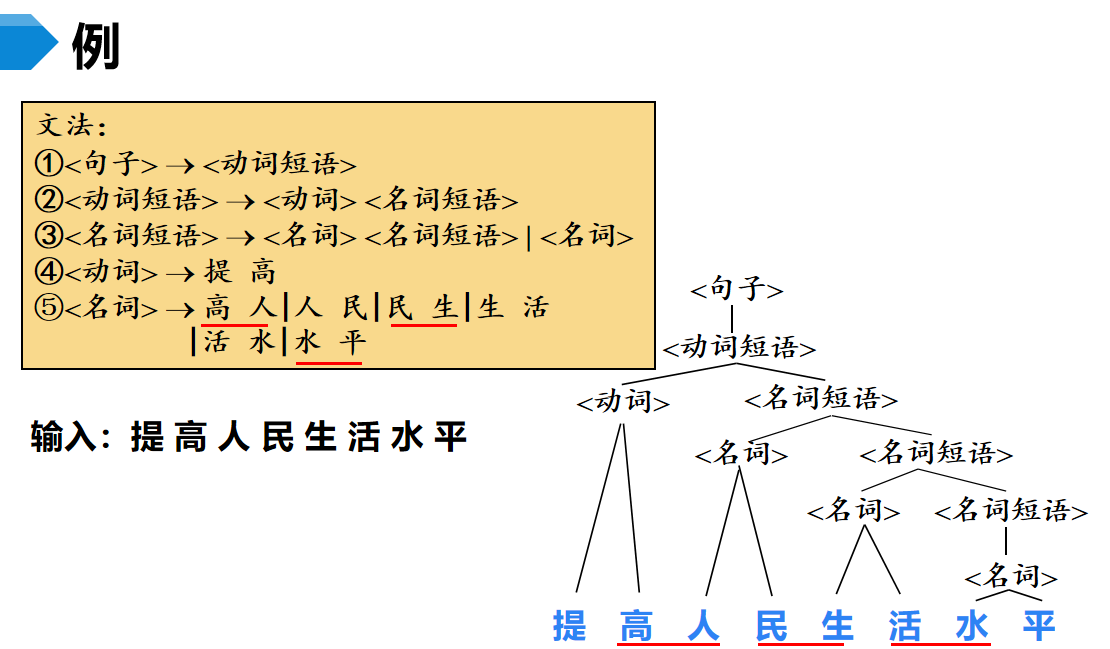 例
文法：
①<句子> → <动词短语>
②<动词短语> → <动词> <名词短语>
③<名词短语> → <名词> <名词短语> | <名词>
④<动词> → 提 高
⑤<名词> → 高 人|人 民|民 生|生 活
|活 水|水 平
输入：提 高 人 民 生 活 水 平
<句子>
<动词短语>
<动词> <名词短语>
<名词> <名词短语>
<名词> <名词短语>
<名词>
提 高 人 民 生 活 水 平